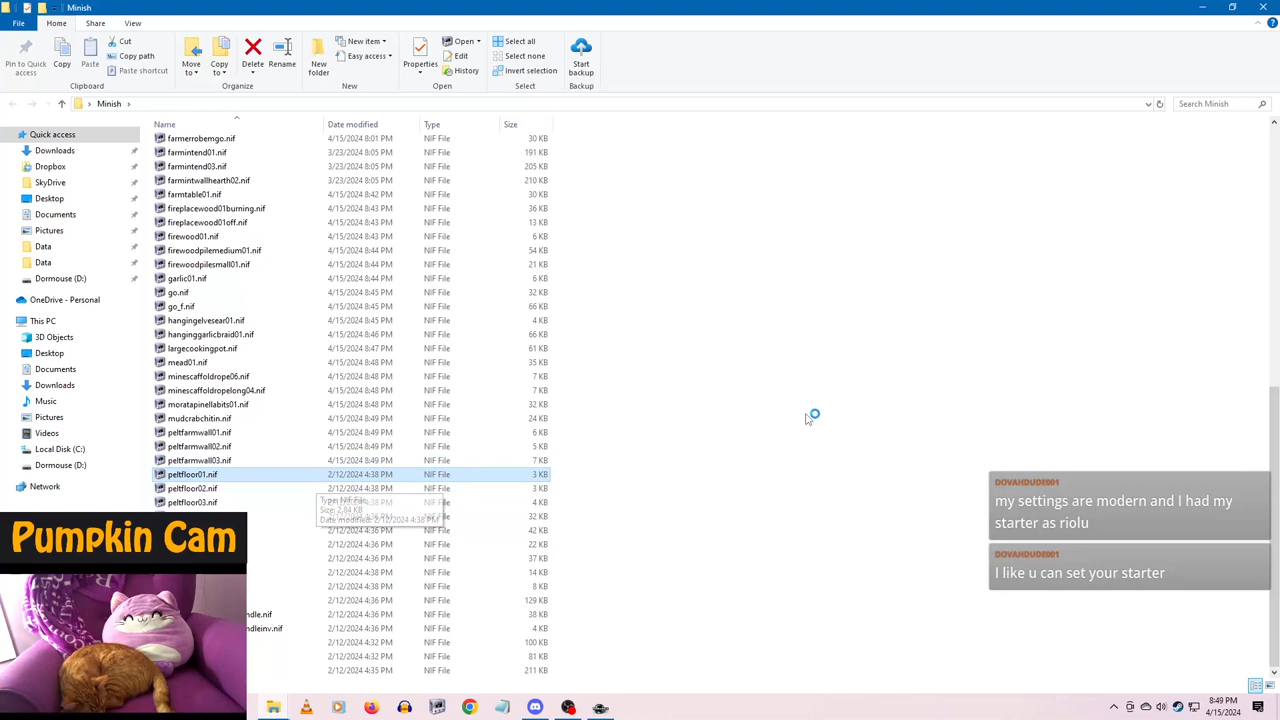 Minish
File
Home
Share
View
Pin to Quick access
Copy
Paste
Cut
Copy path
Paste shortcut
Clipboard
Move to
Copy to
Delete
Rename
Organize
New folder
New item
Easy access
New
Properties
Open
Edit
History
Open
Select all
Select none
Invert selection
Select
Start backup
Backup
Minish
Search Minish
Quick access
Downloads
Dropbox
SkyDrive
Desktop
Documents
Pictures
Data
Data
Dormouse (D:)
OneDrive - Personal
This PC
3D Objects
Desktop
Documents
Downloads
Music
Pictures
Videos
Local Disk (C:)
Dormouse (D:)
Network
Name Date modified Type Size
farmerrobemgo.nif 4/15/2024 8:01 PM NIF File 30 KB
farmintend01.nif 3/23/2024 8:05 PM NIF File 191 KB
farmintend03.nif 3/23/2024 8:05 PM NIF File 205 KB
farmintwallhearth02.nif 3/23/2024 8:05 PM NIF File 210 KB
farmtable01.nif 4/15/2024 8:42 PM NIF File 30 KB
fireplacewood01burning.nif 4/15/2024 8:43 PM NIF File 36 KB
fireplacewood01off.nif 4/15/2024 8:43 PM NIF File 13 KB
firewood01.nif 4/15/2024 8:43 PM NIF File 6 KB
firewoodpilemedium01.nif 4/15/2024 8:43 PM NIF File 54 KB
firewoodpilesmall01.nif 4/15/2024 8:44 PM NIF File 21 KB
garlic01.nif 4/15/2024 8:44 PM NIF File 6 KB
go.nif 4/15/2024 8:45 PM NIF File 32 KB
go_f.nif 4/15/2024 8:45 PM NIF File 66 KB
hangingelvesear01.nif 4/15/2024 8:45 PM NIF File 4 KB
hanginggarlicbraid01.nif 4/15/2024 8:46 PM NIF File 66 KB
largecookingpot.nif 4/15/2024 8:47 PM NIF File 61 KB
mead01.nif 4/15/2024 8:48 PM NIF File 35 KB
minescaffoldrope06.nif 4/15/2024 8:48 PM NIF File 7 KB
minescaffoldropelong04.nif 4/15/2024 8:48 PM NIF File 7 KB
moratapinellabits01.nif 4/15/2024 8:48 PM NIF File 32 KB
mudcrabchitin.nif 4/15/2024 8:49 PM NIF File 24 KB
peltfarmwall01.nif 4/15/2024 8:49 PM NIF File 6 KB
peltfarmwall02.nif 4/15/2024 8:49 PM NIF File 5 KB
peltfarmwall03.nif 4/15/2024 8:49 PM NIF File 7 KB
peltfloor01.nif 2/12/2024 4:38 PM NIF File 3 KB
peltfloor02.nif 2/12/2024 4:38 PM NIF File 3 KB
peltfloor03.nif NIF File 4 KB
Type: NIF File
Size: 2.84 KB
Date modified: 2/12/2024 4:38 PM
NIF File 32 KB
2/12/2024 4:36 PM NIF File 42 KB
2/12/2024 4:36 PM NIF File 22 KB
2/12/2024 4:36 PM NIF File 37 KB
2/12/2024 4:36 PM NIF File 14 KB
2/12/2024 4:36 PM NIF File 8 KB
2/12/2024 4:36 PM NIF File 129 KB
ndle.nif 2/12/2024 4:36 PM NIF File 38 KB
ndleinv.nif 2/12/2024 4:36 PM NIF File 4 KB
2/12/2024 4:32 PM NIF File 100 KB
2/12/2024 4:32 PM NIF File 81 KB
2/12/2024 4:35 PM NIF File 211 KB
Pumpkin Cam
DOVAHDUDE001
my settings are modern and I had my
starter as riolu
DOVAHDUDE001
I like u can set your starter
8:49 PM
4/15/2024